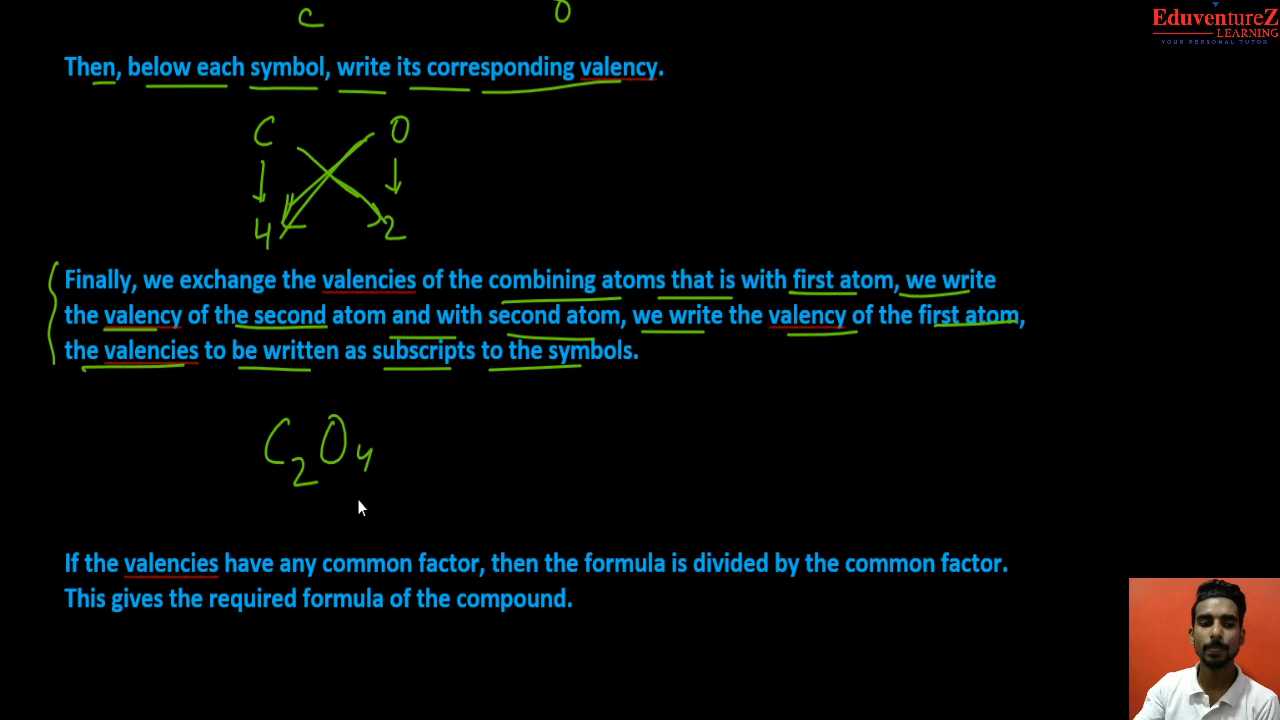 C O
EduventureZ
LEARNING
YOUR PERSONAL TUTOR
Then, below each symbol, write its corresponding valency.
C O
4 2
Finally, we exchange the valencies of the combining atoms that is with first atom, we write
the valency of the second atom and with second atom, we write the valency of the first atom,
the valencies to be written as subscripts to the symbols.
C2O4
If the valencies have any common factor, then the formula is divided by the common factor.
This gives the required formula of the compound.